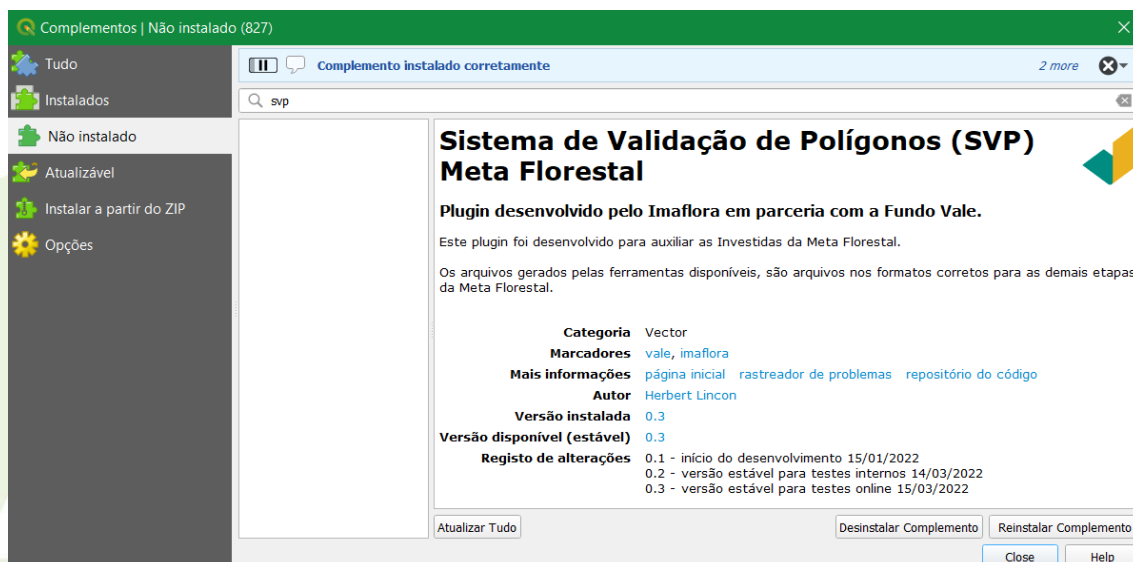 Complementos | Não instalado (827)
Tudo
Instalados
Não instalado
Atualizável
Instalar a partir do ZIP
Opções
Complemento instalado corretamente
2 more
svp
Sistema de Validação de Polígonos (SVP)
Meta Florestal
Plugin desenvolvido pelo Imaflora em parceria com a Fundo Vale.
Este plugin foi desenvolvido para auxiliar as Investidas da Meta Florestal.
Os arquivos gerados pelas ferramentas disponíveis, são arquivos nos formatos corretos para as demais etapas
da Meta Florestal.
Categoria Vector
Marcadores vale, imaflora
Mais informações página inicial rastreador de problemas repositório do código
Autor Herbert Lincon
Versão instalada 0.3
Versão disponível (estável) 0.3
Registo de alterações 0.1 - início do desenvolvimento 15/01/2022
0.2 - versão estável para testes internos 14/03/2022
0.3 - versão estável para testes online 15/03/2022
Atualizar Tudo
Desinstalar Complemento
Reinstalar Complemento
Close
Help